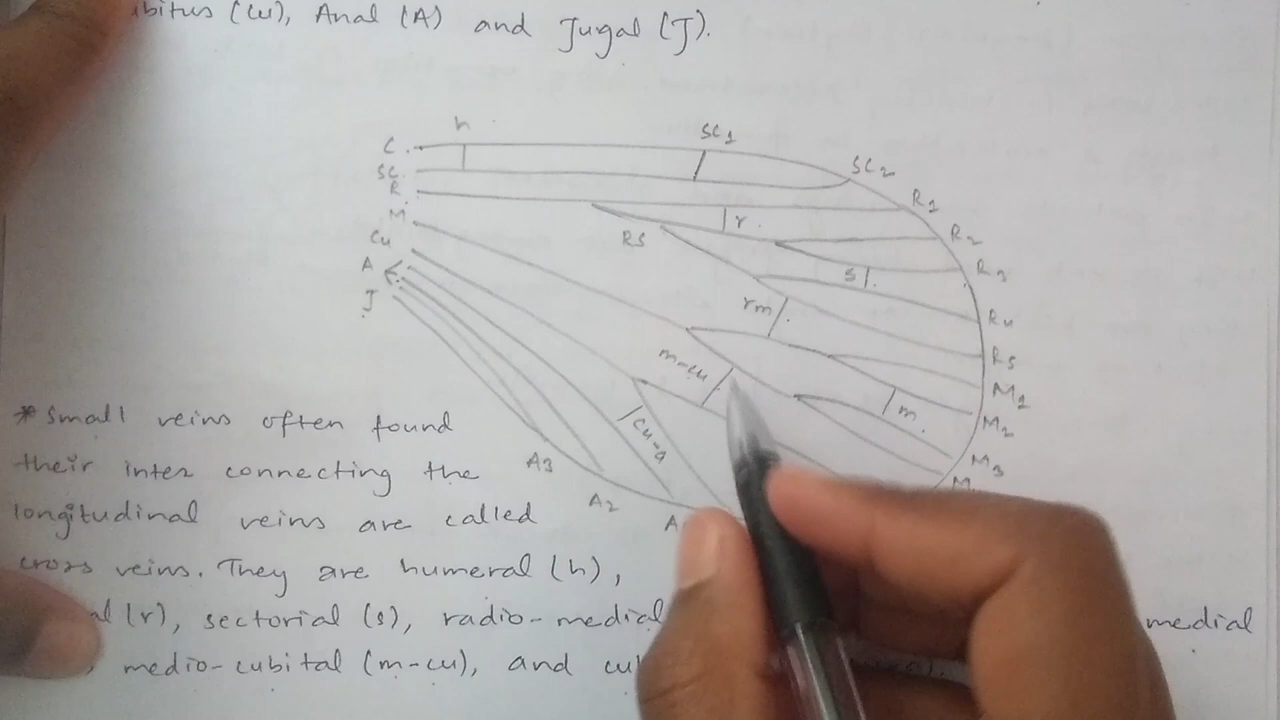 (Cu), Anal (A) and Jugal (J).
h
SC1
C
SC2
SC
R
R1
M
r.
R2
RS
Cu
R3
A
s
J
rm
R4
R5
m-cu
M1
m.
M2
cu-a
M3
M
A3
A2
A
* Small veins often found
their inter connecting the
longitudinal veins are called
cross veins. They are humeral (h),
(r), sectorial (s), radio-medial medial
medio-cubital (m-cu), and